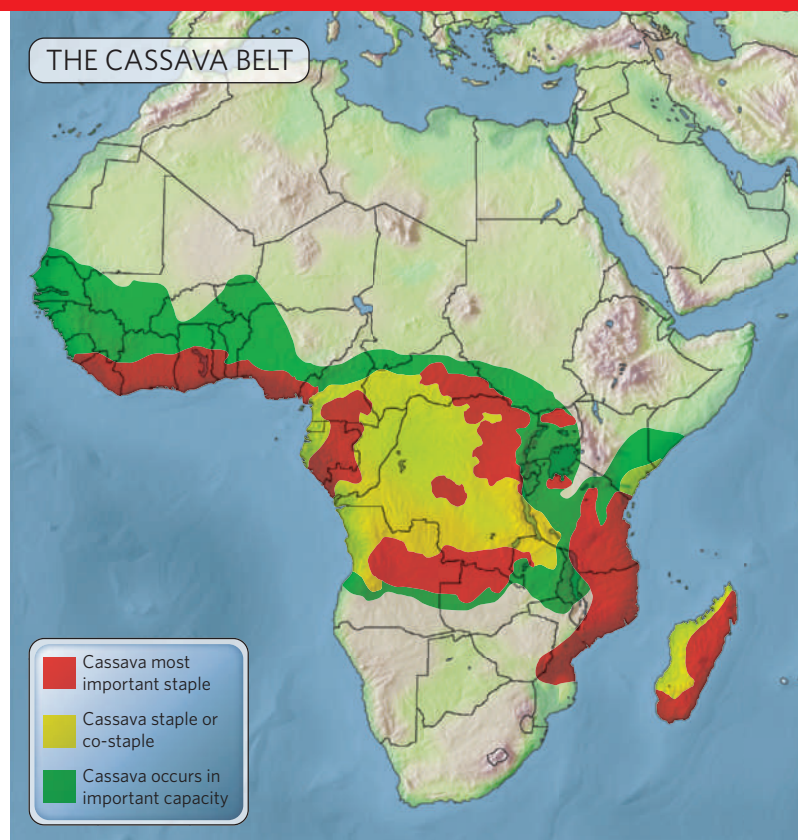 THE CASSAVA BELT
Cassava most
important staple
Cassava staple or
co-staple
Cassava occurs in
important capacity